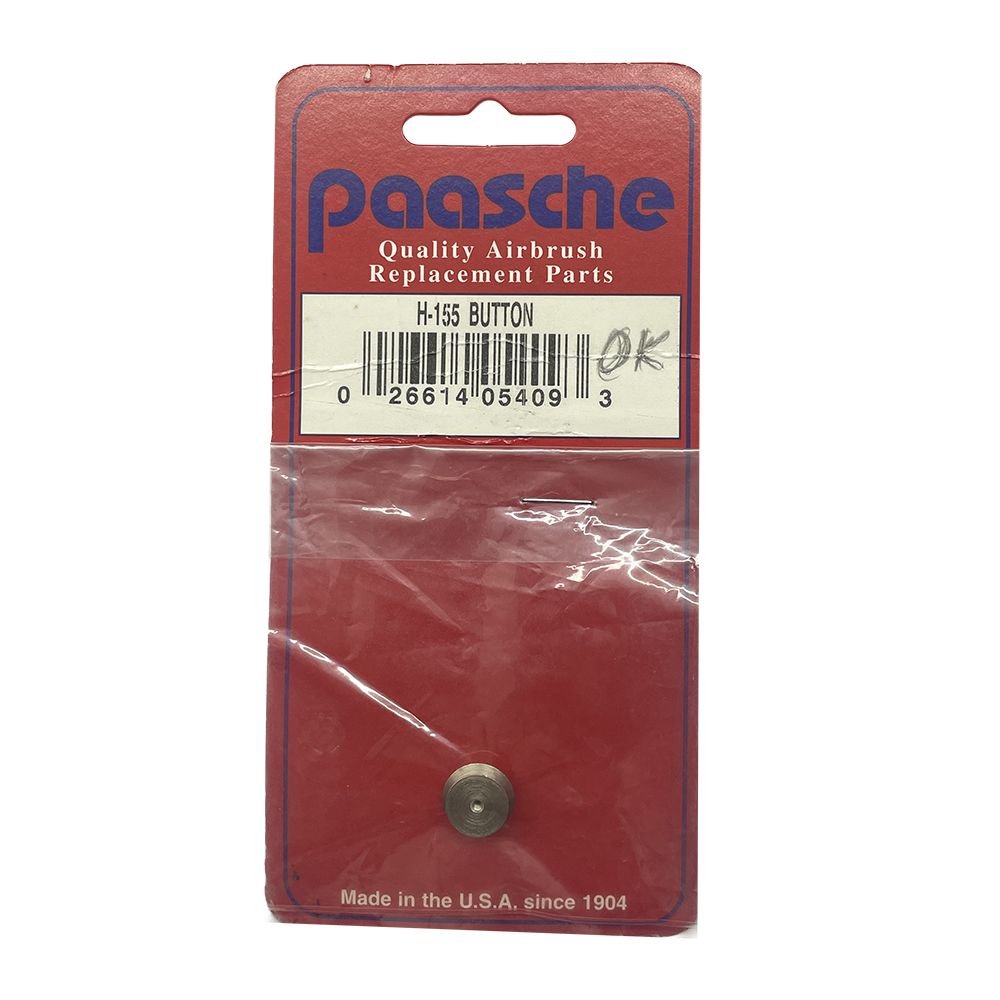 paasche
Quality Airbrush
Replacement Parts
H-155 BUTTON
OK
0 26614 05409 3
Made in the U.S.A. since 1904